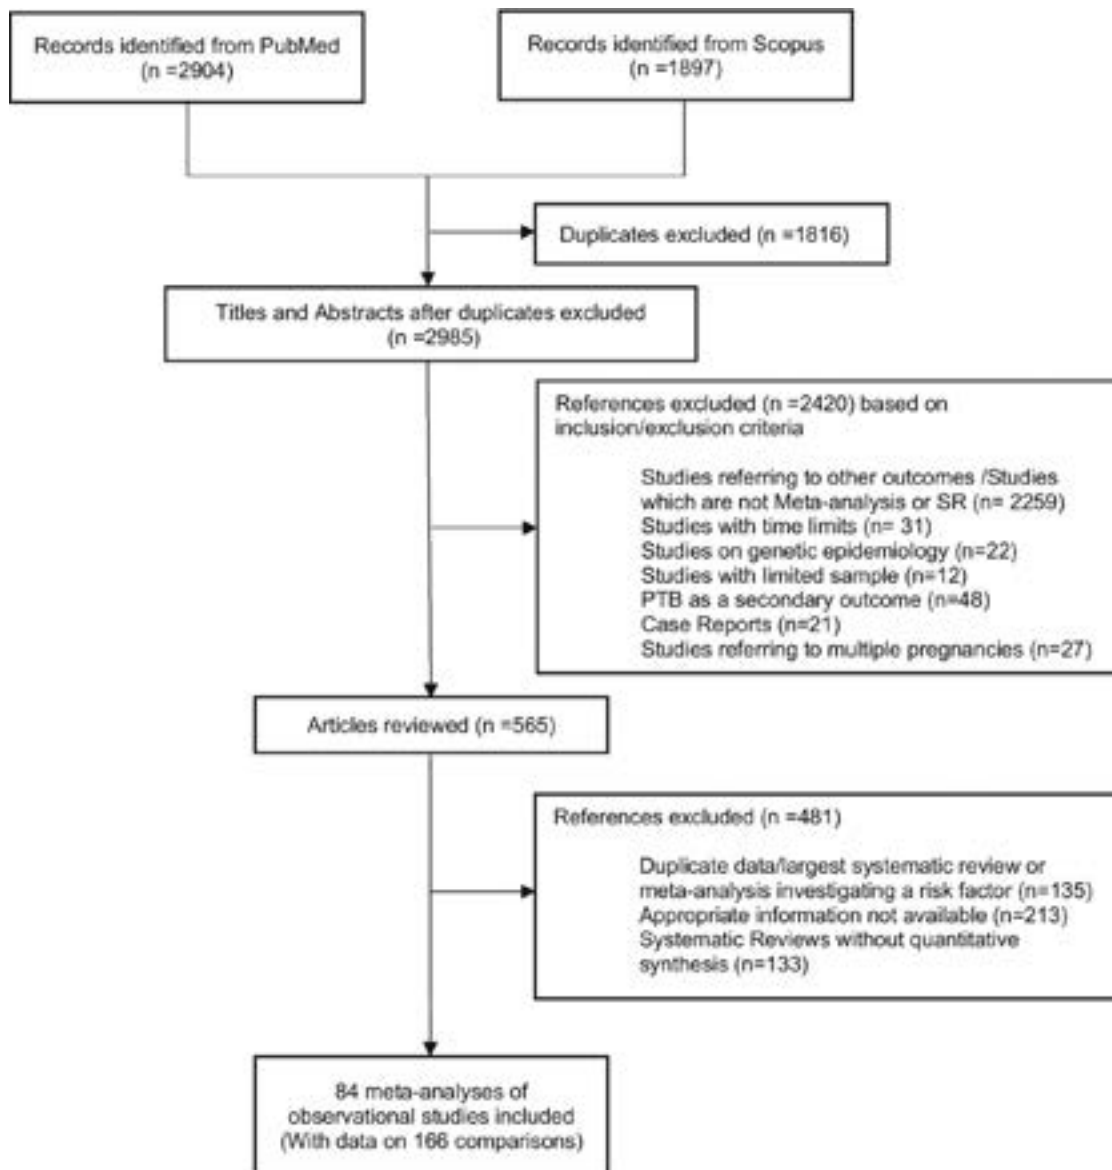 Records identified from PubMed
(n =2904)
Records identified from Scopus
(n =1897)
Duplicates excluded (n =1816)
Titles and Abstracts after duplicates excluded
(n =2985)
References excluded (n =2420) based on
inclusion/exclusion criteria
Studies referring to other outcomes /Studies
which are not Meta-analysis or SR (n= 2259)
Studies with time limits (n= 31)
Studies on genetic epidemiology (n=22)
Studies with limited sample (n=12)
PTB as a secondary outcome (n=48)
Case Reports (n=21)
Studies referring to multiple pregnancies (n=27)
Articles reviewed (n =565)
References excluded (n =481)
Duplicate data/largest systematic review or
meta-analysis investigating a risk factor (n=135)
Appropriate information not available (n=213)
Systematic Reviews without quantitative
synthesis (n=133)
84 meta-analyses of
observational studies included
(With data on 166 comparisons)